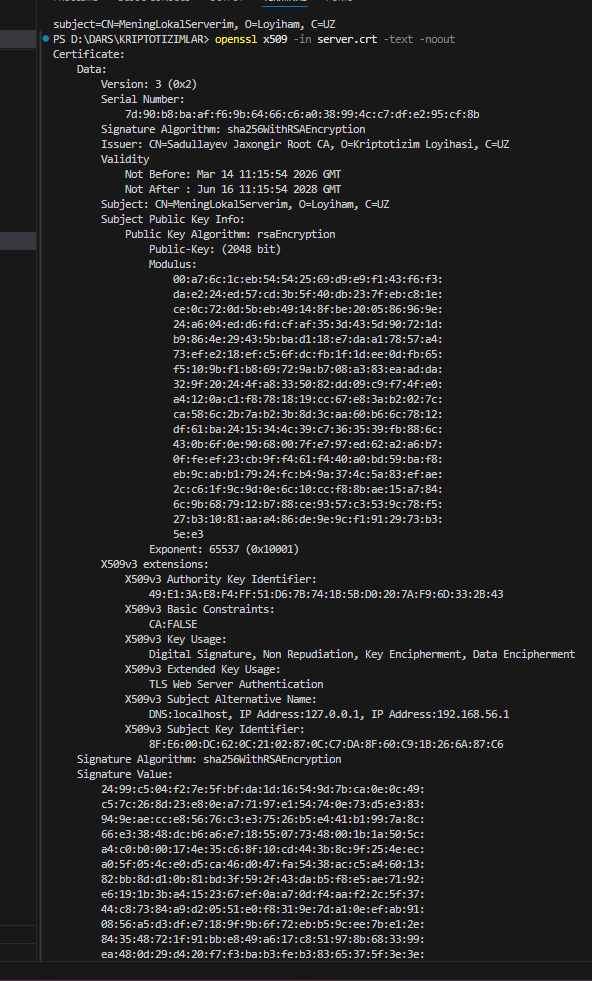 subject=CN=MeningLokalServerim, O=Loyiham, C=UZ
PS D:\DARS\KRIPTOTIZIMLAR> openssl x509 -in server.crt -text -noout
Certificate:
Data:
Version: 3 (0x2)
Serial Number:
7d:90:b8:ba:af:f6:9b:64:66:c6:a0:38:99:4c:c7:df:e2:95:cf:8b
Signature Algorithm: sha256WithRSAEncryption
Issuer: CN=Sadullayev Jaxongir Root CA, O=Kriptotizim Loyihasi, C=UZ
Validity
Not Before: Mar 14 11:15:54 2026 GMT
Not After : Jun 16 11:15:54 2028 GMT
Subject: CN=MeningLokalServerim, O=Loyiham, C=UZ
Subject Public Key Info:
Public Key Algorithm: rsaEncryption
Public-Key: (2048 bit)
Modulus:
00:a7:6c:1c:eb:54:54:25:69:d9:e9:f1:43:f6:f3:
da:e2:24:ed:57:cd:3b:5f:40:db:23:7f:eb:c8:1e:
ce:0c:72:0d:5b:eb:49:14:8f:be:20:05:86:96:9e:
24:a6:04:ed:d6:fd:cf:af:35:3d:43:5d:90:72:1d:
b9:86:4e:29:43:5b:ba:d1:18:e7:da:a1:78:57:a4:
73:ef:e2:18:ef:c5:6f:dc:fb:1f:1d:ee:0d:fb:65:
f5:10:9b:f1:b8:69:72:9a:b7:08:a3:83:ea:ad:da:
32:9f:20:24:4f:a8:33:50:82:dd:09:c9:f7:4f:e0:
a4:12:0a:c1:f8:78:18:19:cc:67:e8:3a:b2:02:7c:
ca:58:6c:2b:7a:b2:3b:8d:3c:aa:60:b6:6c:78:12:
df:61:ba:24:15:34:4c:39:c7:36:35:39:fb:88:6c:
43:0b:6f:0e:90:68:00:7f:e7:97:ed:62:a2:a6:b7:
0f:fe:ef:23:cb:9f:f4:61:f4:40:a0:bd:59:ba:f8:
eb:9c:ab:b1:79:24:fc:b4:9a:37:4c:5a:83:ef:ae:
2c:c6:1f:9c:9d:0e:6c:10:cc:f8:8b:ae:15:a7:84:
6c:9b:68:79:12:b7:88:ce:93:57:c3:53:9c:78:f5:
27:b3:10:81:aa:a4:86:de:9e:9c:f1:91:29:73:b3:
5e:e3
Exponent: 65537 (0x10001)
X509v3 extensions:
X509v3 Authority Key Identifier:
49:E1:3A:E8:F4:FF:51:D6:7B:74:1B:5B:D0:20:7A:F9:6D:33:2B:43
X509v3 Basic Constraints:
CA:FALSE
X509v3 Key Usage:
Digital Signature, Non Repudiation, Key Encipherment, Data Encipherment
X509v3 Extended Key Usage:
TLS Web Server Authentication
X509v3 Subject Alternative Name:
DNS:localhost, IP Address:127.0.0.1, IP Address:192.168.56.1
X509v3 Subject Key Identifier:
8F:E6:00:DC:62:0C:21:02:87:0C:C7:DA:8F:60:C9:1B:26:6A:87:C6
Signature Algorithm: sha256WithRSAEncryption
Signature Value:
24:99:c5:04:f2:7e:5f:bf:da:1d:16:54:9d:7b:ca:0e:0c:49:
c5:7c:26:8d:23:e8:0e:a7:71:97:e1:54:74:0e:73:d5:e3:83:
94:9e:ae:cc:e8:56:76:c3:e3:75:26:b5:e4:41:b1:99:7a:8c:
66:e3:38:48:dc:b6:a6:e7:18:55:07:73:48:00:1b:1a:50:5c:
a4:c0:b0:00:17:4e:35:c6:8f:10:cd:44:3b:8c:9f:25:4e:ec:
a0:5f:05:4c:e0:d5:ca:46:d0:47:fa:54:38:ac:c5:a4:60:13:
82:bb:8d:d1:0b:81:bd:3f:59:2f:43:da:b5:f8:e5:ae:71:92:
e6:19:1b:3b:a4:15:23:67:ef:0a:a7:0d:f4:aa:f2:2c:5f:37:
44:c8:73:84:a9:d2:05:51:e0:f8:31:9e:7d:a1:0e:ef:ab:91:
08:56:a5:d3:df:e7:18:9f:9b:6f:72:eb:b5:9c:ee:7b:e1:2e:
84:35:48:72:1f:91:bb:e8:49:a6:17:c8:51:97:8b:68:33:99:
ea:48:0d:29:d4:20:f7:f3:ba:b3:fe:b3:83:65:37:5f:3e:3e: